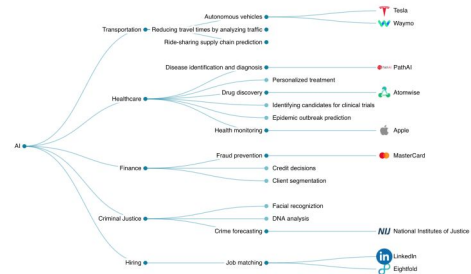 Autonomous vehicles
Tesla
Waymo
Transportation
Reducing travel times by analyzing traffic
Ride-sharing supply chain prediction
Disease identification and diagnosis
PathAI
Personalized treatment
Healthcare
Drug discovery
Atomwise
Identifying candidates for clinical trials
Epidemic outbreak prediction
Health monitoring
Apple
AI
Fraud prevention
MasterCard
Finance
Credit decisions
Client segmentation
Facial recogniztion
Criminal Justice
DNA analysis
Crime forecasting
NIJ National Institutes of Justice
in LinkedIn
Hiring
Job matching
Eightfold